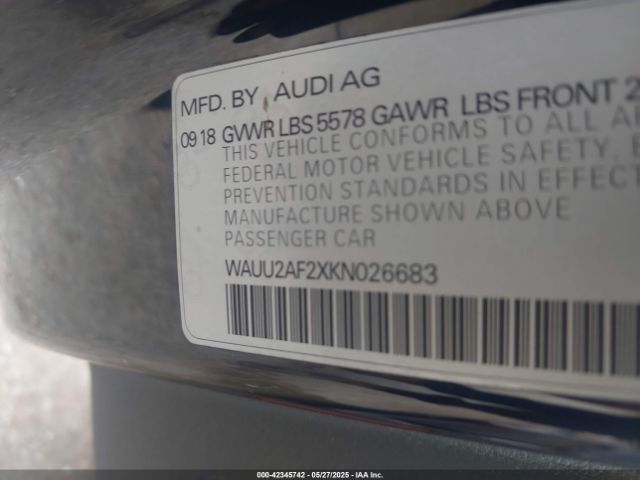 MFD. BY AUDI AG
09 18 GVWR LBS 5578 GAWR LBS FRONT 2
THIS VEHICLE CONFORMS TO ALL
FEDERAL MOTOR VEHICLE SAFETY,
PREVENTION STANDARDS IN EFFECT
MANUFACTURE SHOWN ABOVE
PASSENGER CAR
WAUU2AF2XKN026683
000-42345742 | 05/27/2025 | IAA Inc.